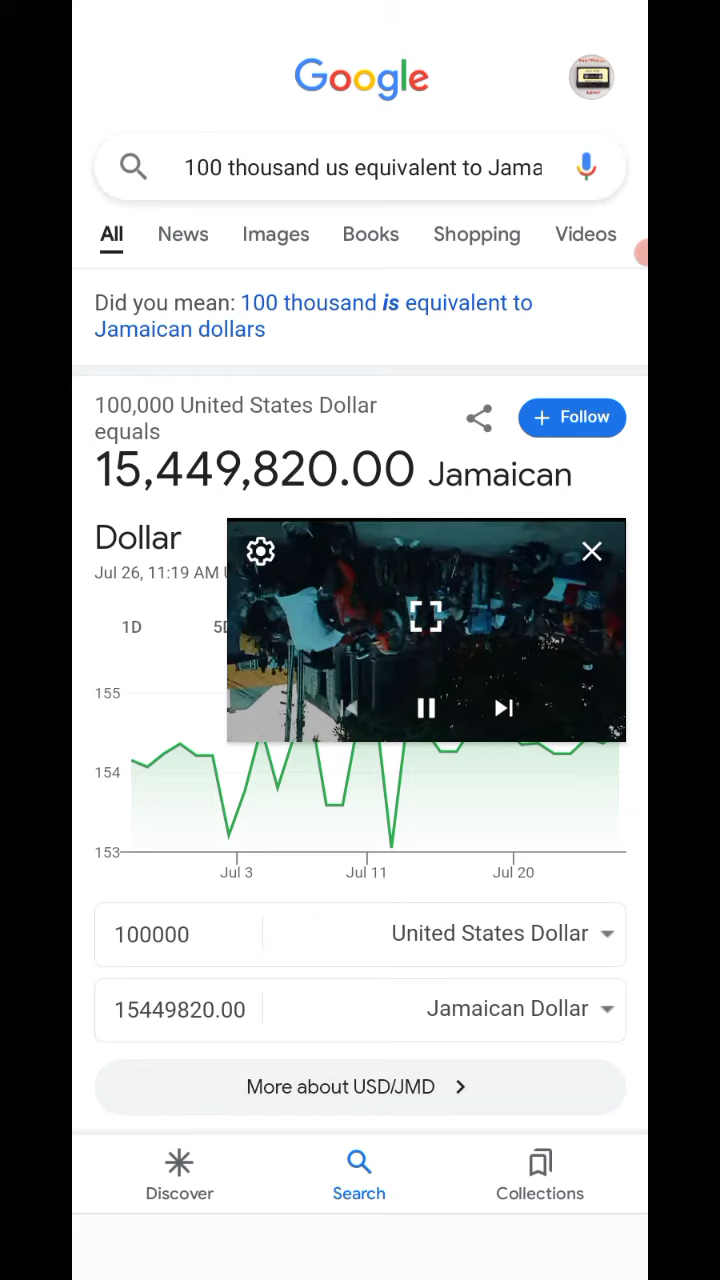 Google
100 thousand us equivalent to Jama
All News Images Books Shopping Videos
Did you mean: 100 thousand is equivalent to
Jamaican dollars
100,000 United States Dollar
equals
Follow
15,449,820.00 Jamaican
Dollar
Jul 26, 11:19 AM
1D
155
154
153
Jul 3 Jul 11 Jul 20
100000 United States Dollar
15449820.00 Jamaican Dollar
More about USD/JMD
Discover Search Collections